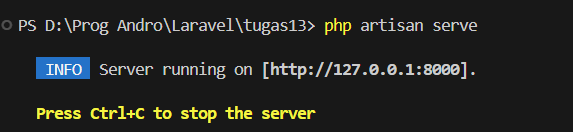 PS D:\Prog Andro\Laravel\tugas13> php artisan serve
INFO Server running on [http://127.0.0.1:8000].
Press Ctrl+C to stop the server